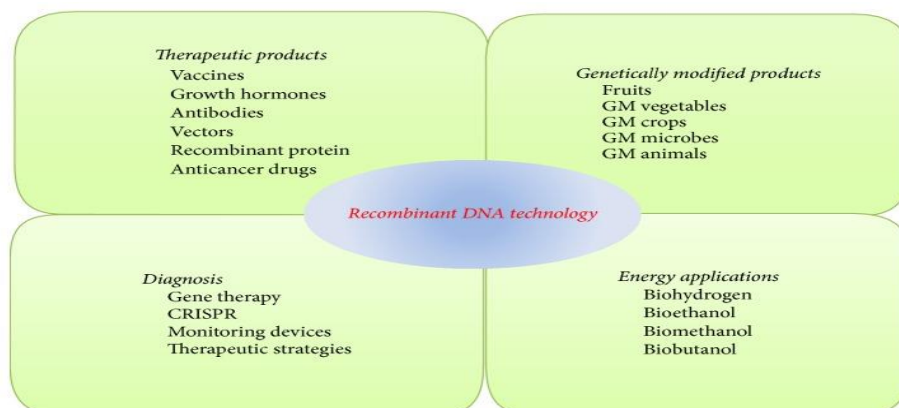 Therapeutic products
Vaccines
Growth hormones
Antibodies
Vectors
Recombinant protein
Anticancer drugs
Genetically modified products
Fruits
GM vegetables
GM crops
GM microbes
GM animals
Recombinant DNA technology
Diagnosis
Gene therapy
CRISPR
Monitoring devices
Therapeutic strategies
Energy applications
Biohydrogen
Bioethanol
Biomethanol
Biobutanol